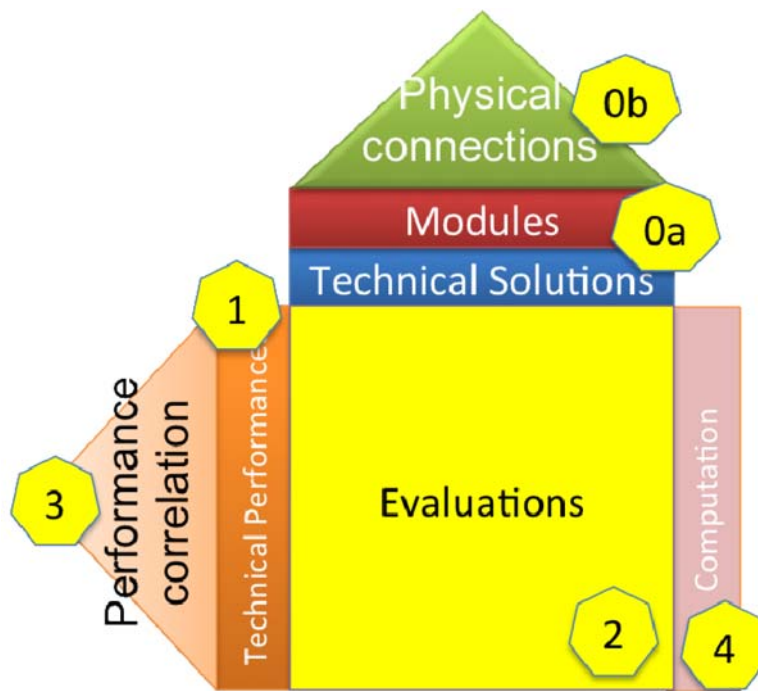 Physical
connections
0b
Modules
0a
Technical Solutions
1
Technical Performance
Performance
correlation
3
Evaluations
2
Computation
4